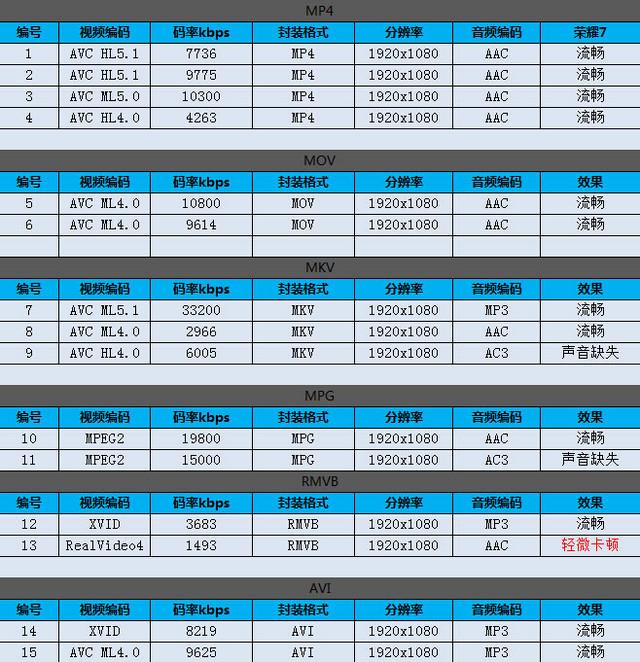 MP4
编号 视频编码 码率kbps 封装格式 分辨率 音频编码 荣耀7
1 AVC HL5.1 7736 MP4 1920x1080 AAC 流畅
2 AVC HL5.1 9775 MP4 1920x1080 AAC 流畅
3 AVC ML5.0 10300 MP4 1920x1080 AAC 流畅
4 AVC HL4.0 4263 MP4 1920x1080 AAC 流畅
MOV
编号 视频编码 码率kbps 封装格式 分辨率 音频编码 效果
5 AVC ML4.0 10800 MOV 1920x1080 AAC 流畅
6 AVC ML4.0 9614 MOV 1920x1080 AAC 流畅
MKV
编号 视频编码 码率kbps 封装格式 分辨率 音频编码 效果
7 AVC ML5.1 33200 MKV 1920x1080 MP3 流畅
8 AVC ML4.0 2966 MKV 1920x1080 AAC 流畅
9 AVC HL4.0 6005 MKV 1920x1080 AC3 声音缺失
MPG
编号 视频编码 码率kbps 封装格式 分辨率 音频编码 效果
10 MPEG2 19800 MPG 1920x1080 AAC 流畅
11 MPEG2 15000 MPG 1920x1080 AC3 声音缺失
RMVB
编号 视频编码 码率kbps 封装格式 分辨率 音频编码 效果
12 XVID 3683 RMVB 1920x1080 MP3 流畅
13 RealVideo4 1493 RMVB 1920x1080 AAC 轻微卡顿
AVI
编号 视频编码 码率kbps 封装格式 分辨率 音频编码 效果
14 XVID 8219 AVI 1920x1080 MP3 流畅
15 AVC ML4.0 9625 AVI 1920x1080 MP3 流畅